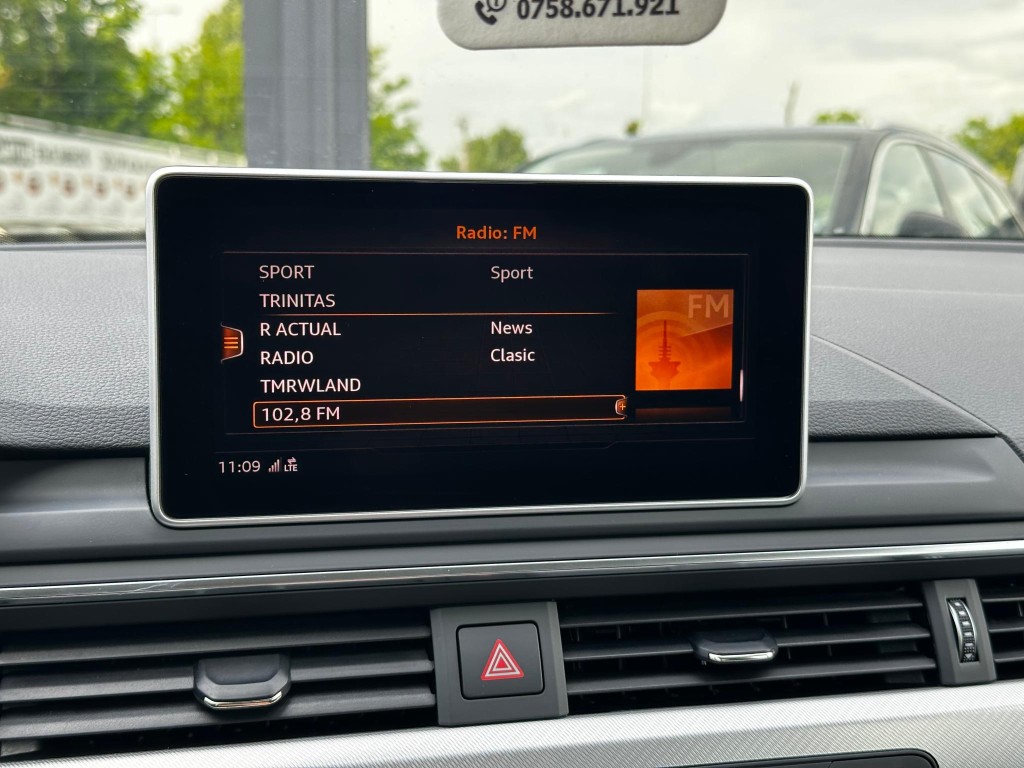 0758.671.921
Radio: FM
SPORT Sport
TRINITAS
FM
R ACTUAL News
RADIO Clasic
TMRWLAND
102,8 FM
11:09 LTE